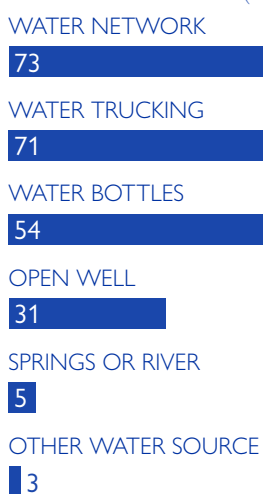 WATER NETWORK
73
WATER TRUCKING
71
WATER BOTTLES
54
OPEN WELL
31
SPRINGS OR RIVER
5
OTHER WATER SOURCE
3